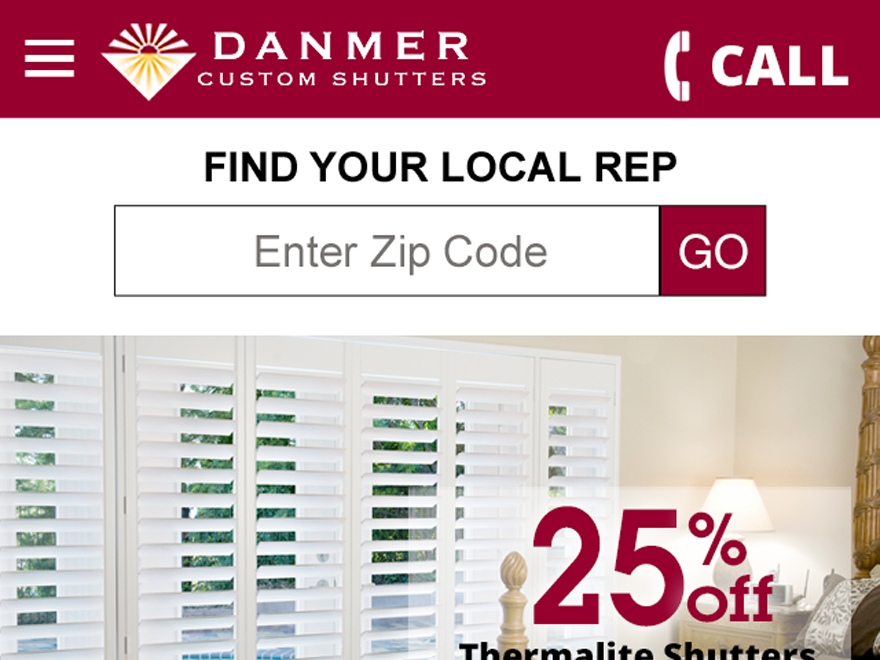 DANMER
CUSTOM SHUTTERS
CALL
FIND YOUR LOCAL REP
Enter Zip Code
GO
25% off
Thermalite Shutters